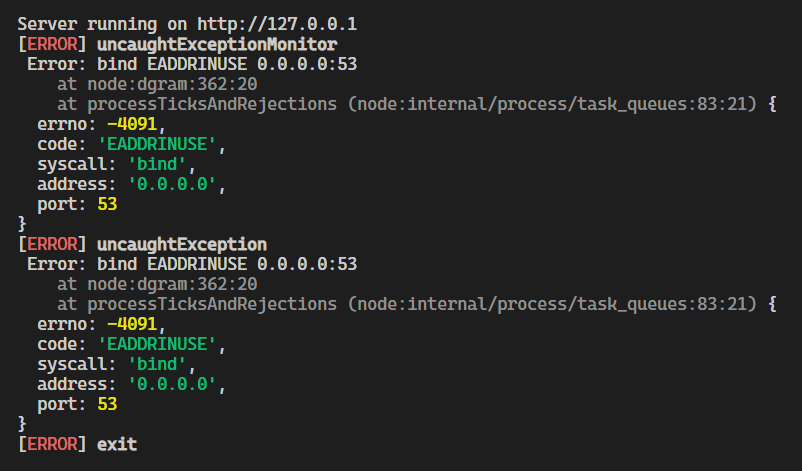 Server running on http://127.0.0.1
[ERROR] uncaughtExceptionMonitor
Error: bind EADDRINUSE 0.0.0.0:53
at node:dgram:362:20
at processTicksAndRejections (node:internal/process/task_queues:83:21) {
errno: -4091,
code: 'EADDRINUSE',
syscall: 'bind',
address: '0.0.0.0',
port: 53
}
[ERROR] uncaughtException
Error: bind EADDRINUSE 0.0.0.0:53
at node:dgram:362:20
at processTicksAndRejections (node:internal/process/task_queues:83:21) {
errno: -4091,
code: 'EADDRINUSE',
syscall: 'bind',
address: '0.0.0.0',
port: 53
}
[ERROR] exit